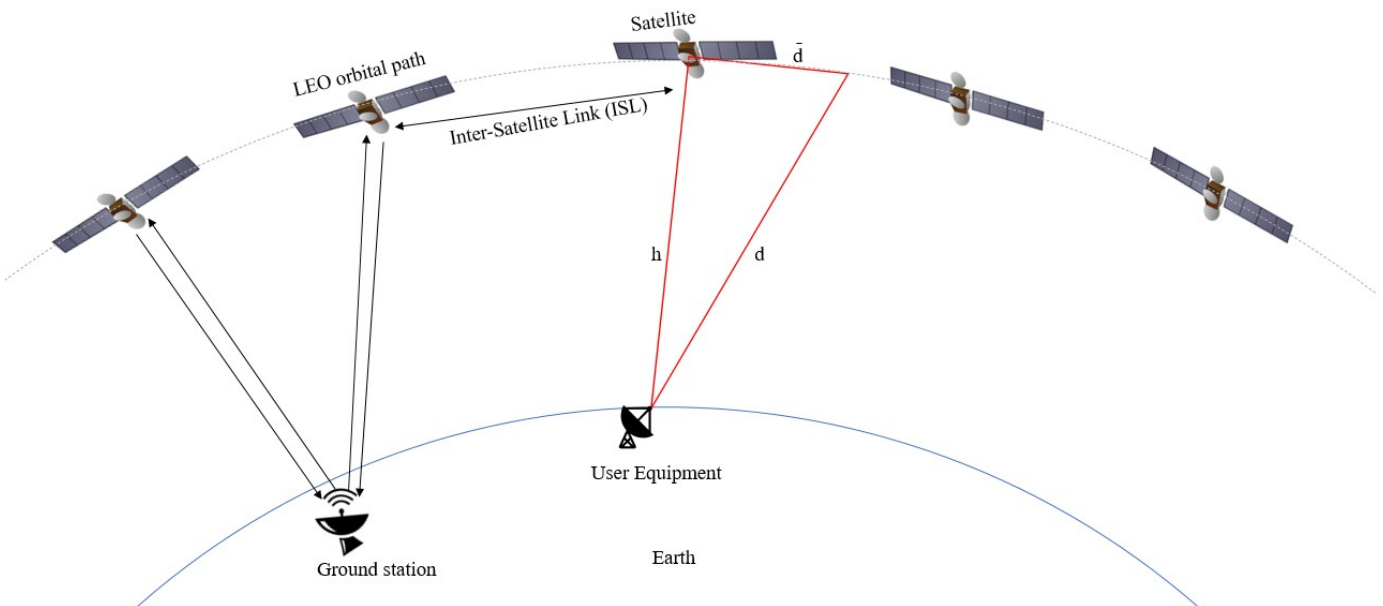 Satellite
d̄
LEO orbital path
Inter-Satellite Link (ISL)
h
d
User Equipment
Ground station
Earth